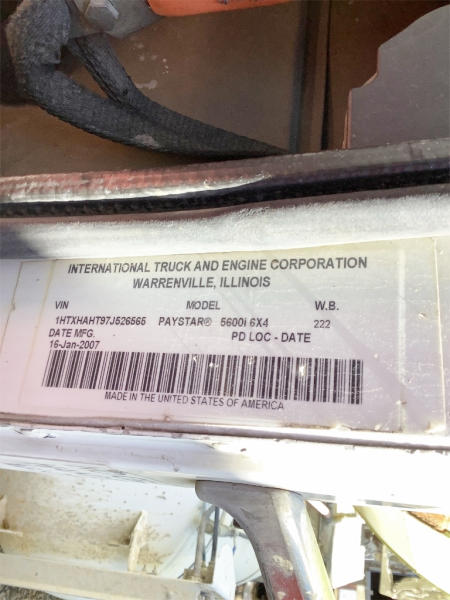 INTERNATIONAL TRUCK AND ENGINE CORPORATION
WARRENVILLE, ILLINOIS
VIN MODEL W.B.
1HTXHAHT97J526565 PAYSTAR® 5600i 6X4 222
DATE MFG. PD LOC - DATE
16-Jan-2007
MADE IN THE UNITED STATES OF AMERICA